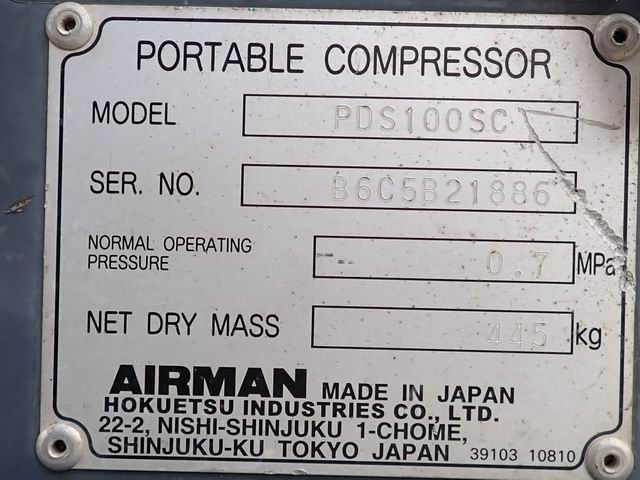 PORTABLE COMPRESSOR
MODEL PDS100SC
SER. NO. B6C5B21886
NORMAL OPERATING
PRESSURE 0.7 MPa
NET DRY MASS 445 kg
AIRMAN MADE IN JAPAN
HOKUETSU INDUSTRIES CO., LTD.
22-2, NISHI-SHINJUKU 1-CHOME,
SHINJUKU-KU TOKYO JAPAN 39103 10810